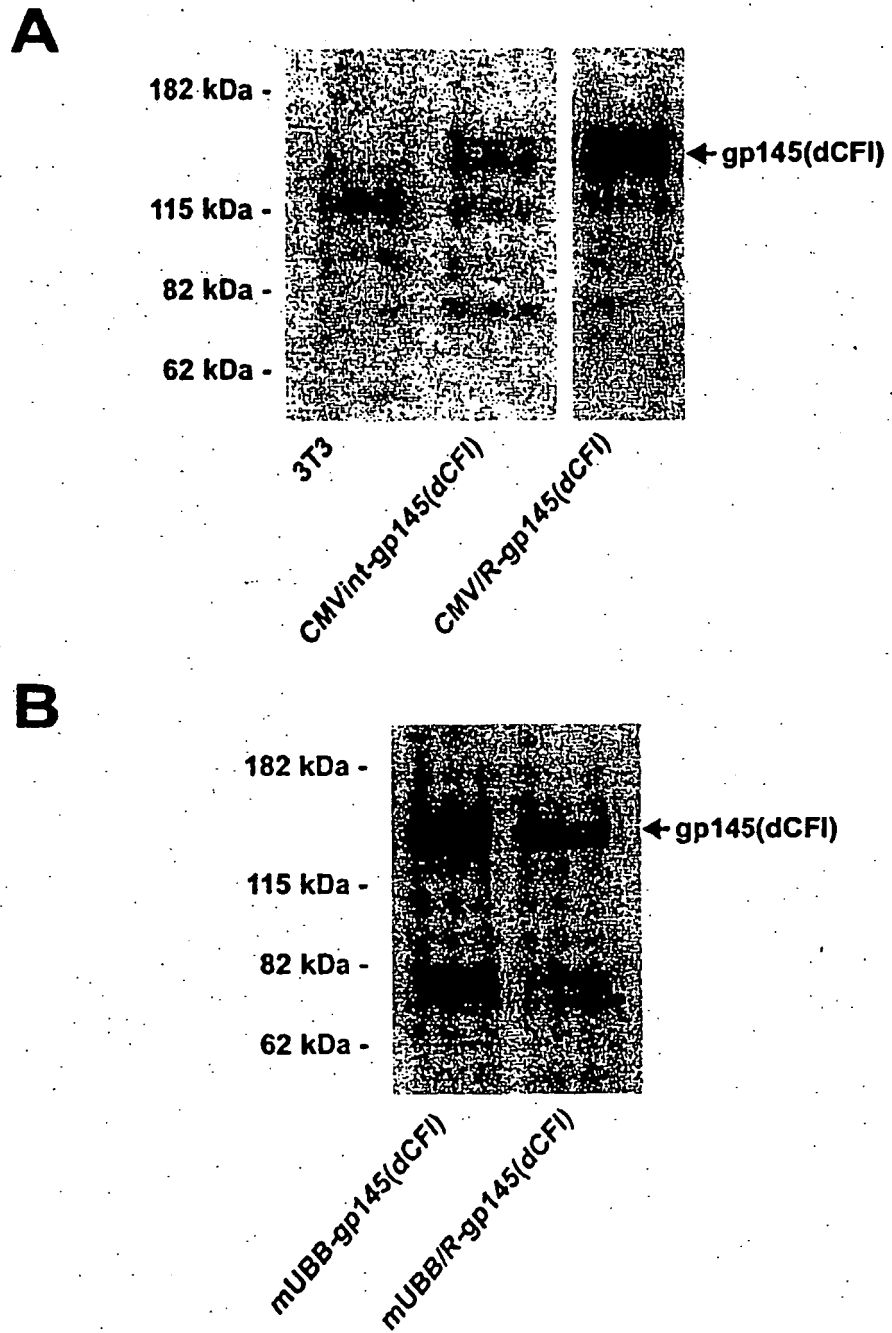 A
182 kDa -
gp145(dCFI)
115 kDa -
82 kDa -
62 kDa -
3T3
CMVint-gp145(dCFI)
CMV/R-gp145(dCFI)
B
182 kDa -
gp145(dCFI)
115 kDa -
82 kDa -
62 kDa -
mUBB-gp145(dCFI)
mUBB/R-gp145(dCFI)